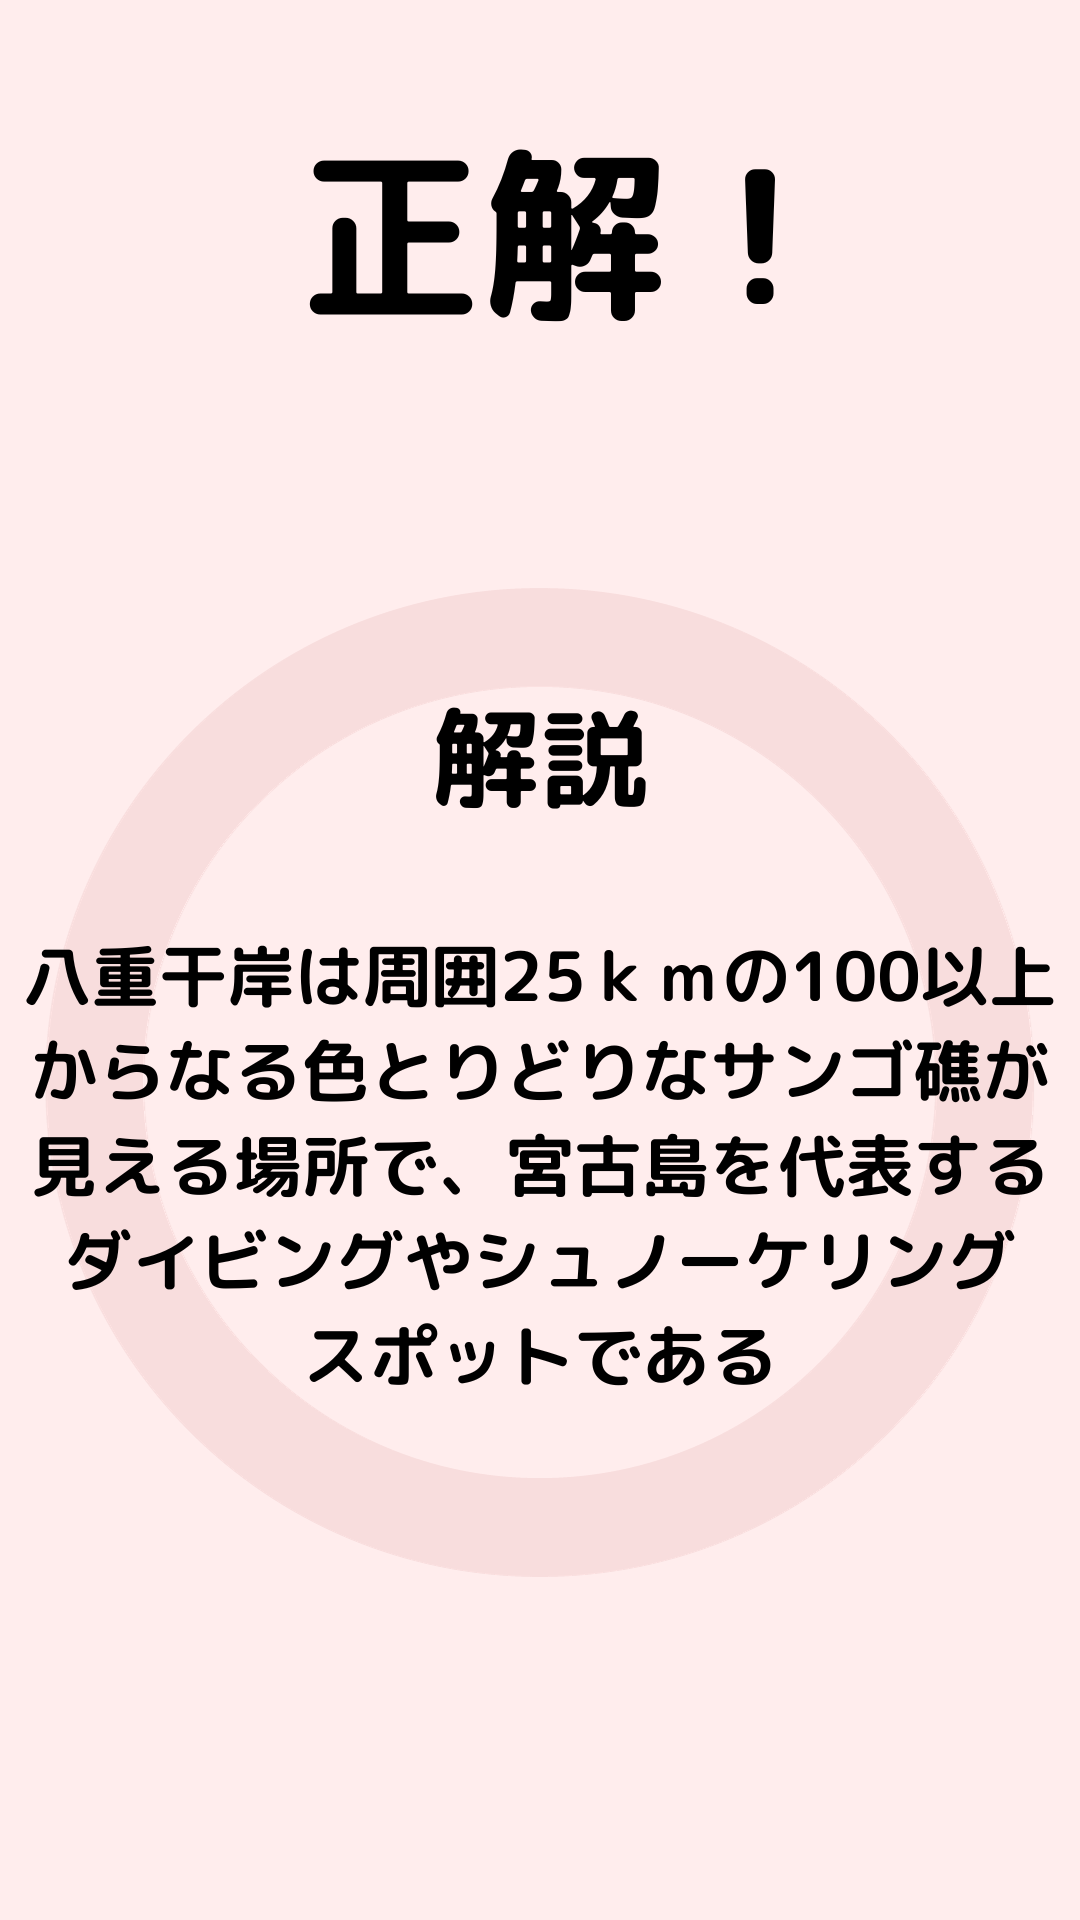 正解！
解説
八重干岸は周囲25ｋｍの100以上
からなる色とりどりなサンゴ礁が
見える場所で、宮古島を代表する
ダイビングやシュノーケリング
スポットである